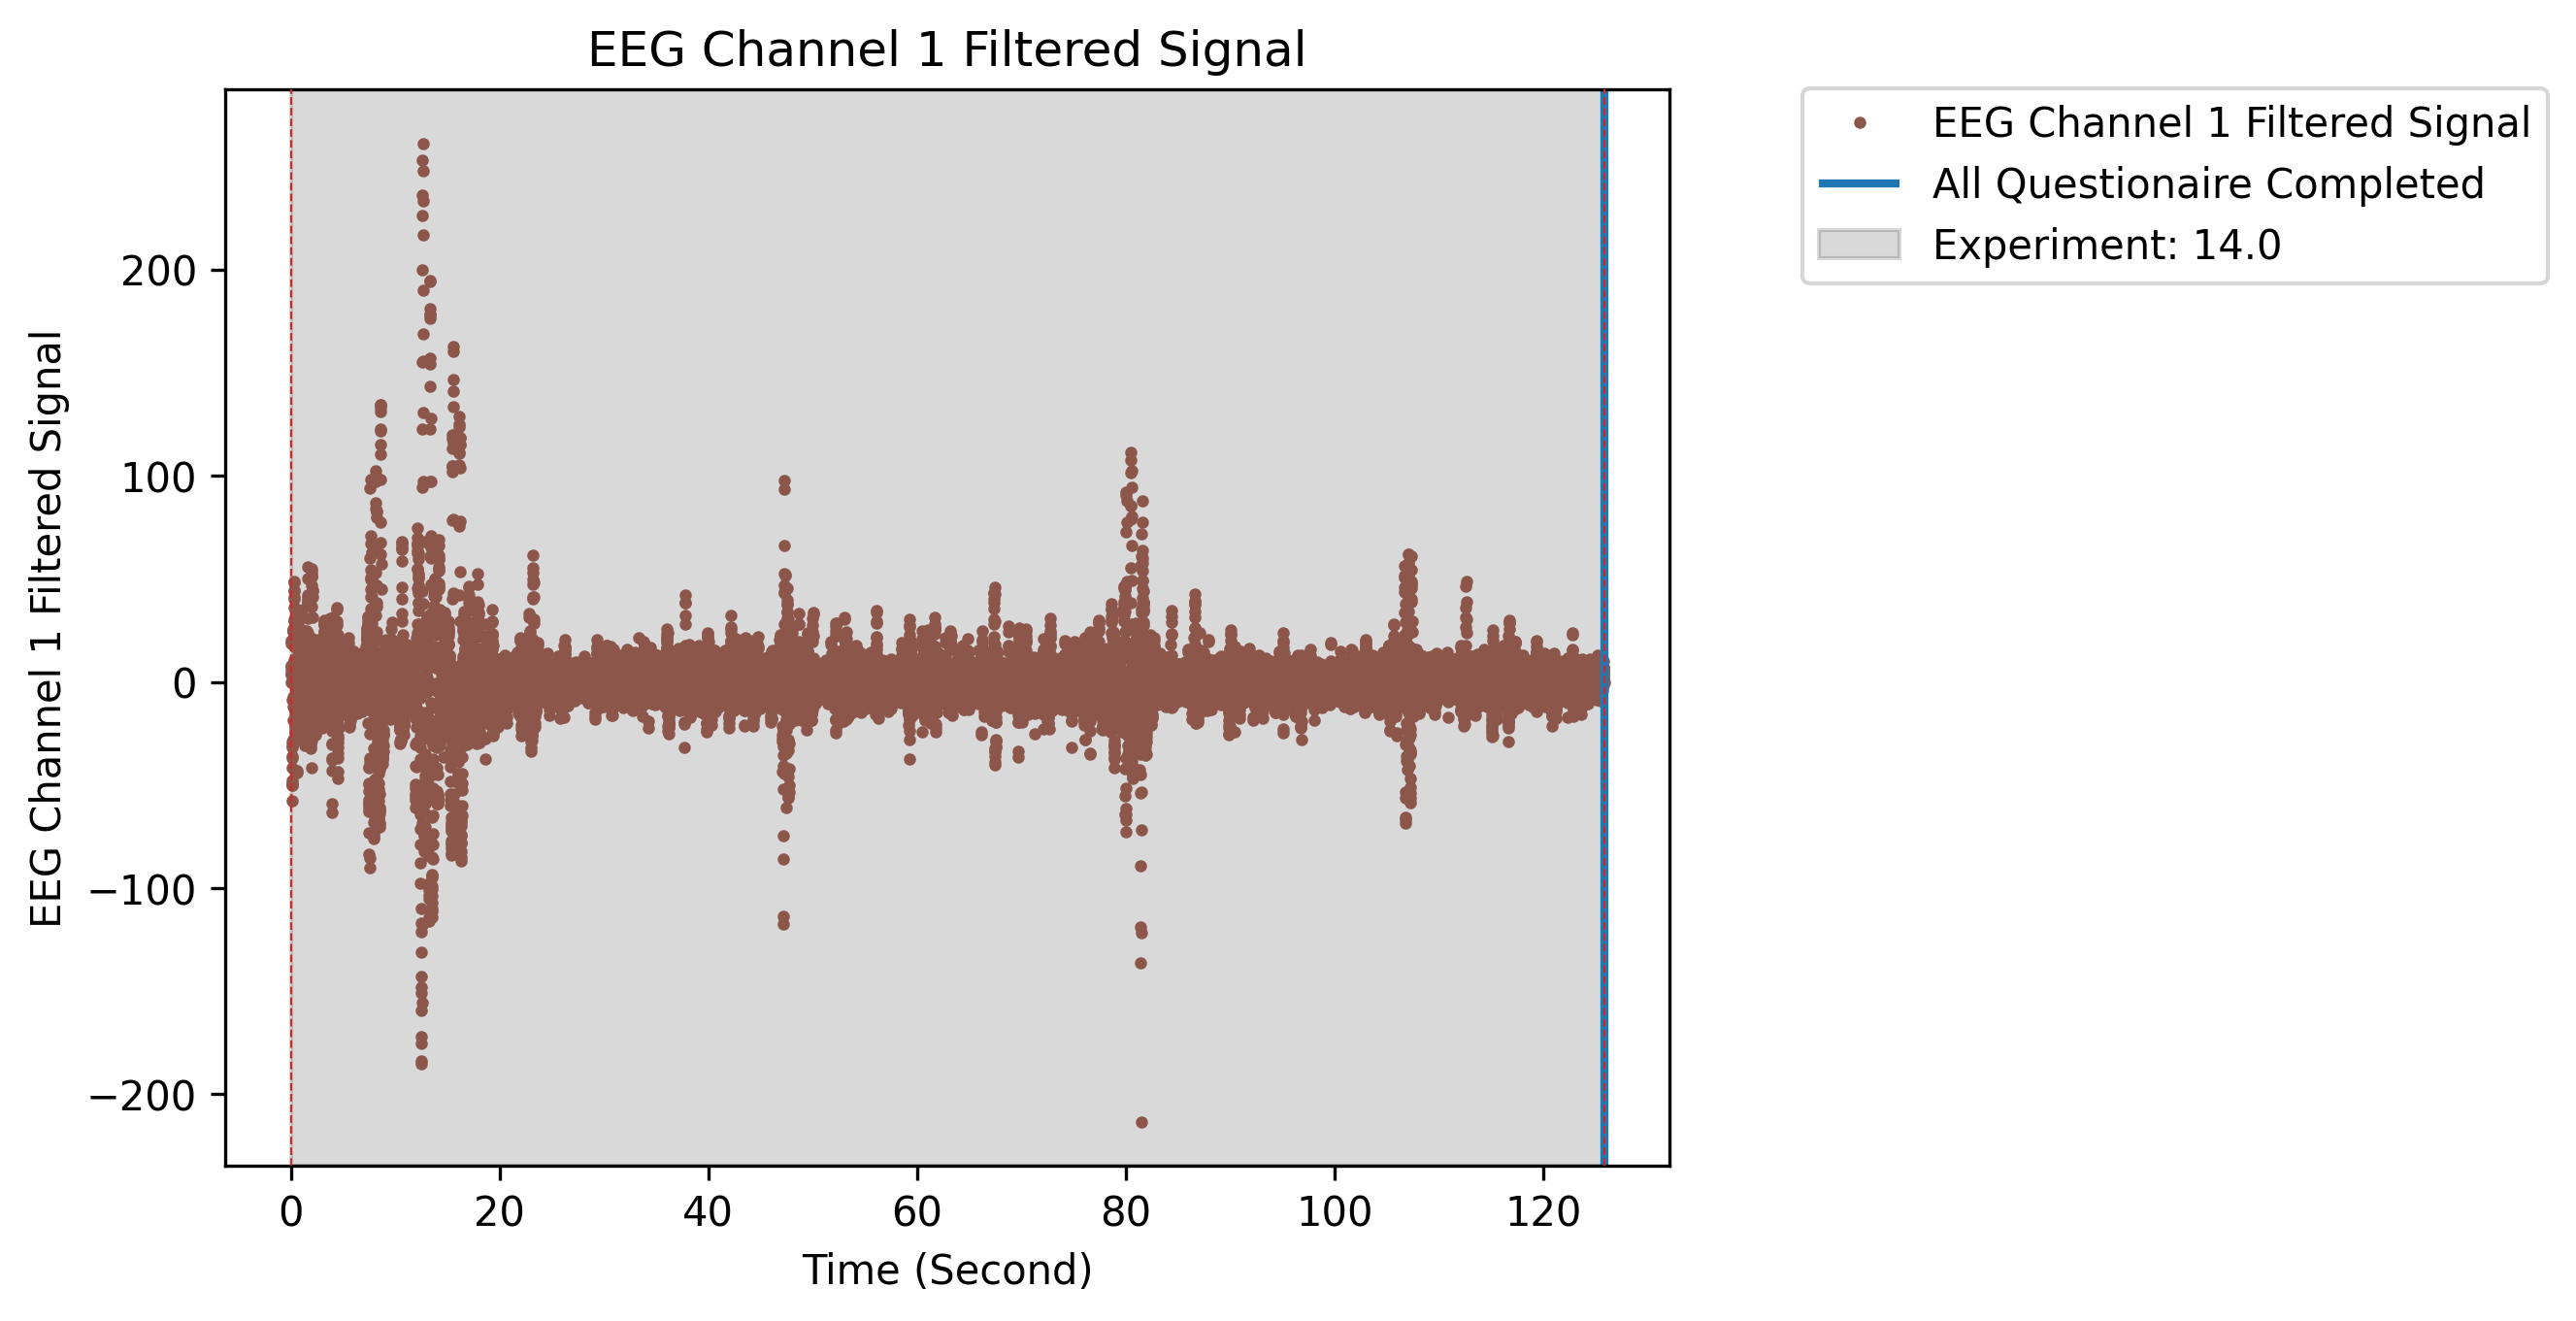 EEG Channel 1 Filtered Signal
EEG Channel 1 Filtered Signal
All Questionaire Completed
Experiment: 14.0
EEG Channel 1 Filtered Signal
200
100
0
−100
−200
0 20 40 60 80 100 120
Time (Second)